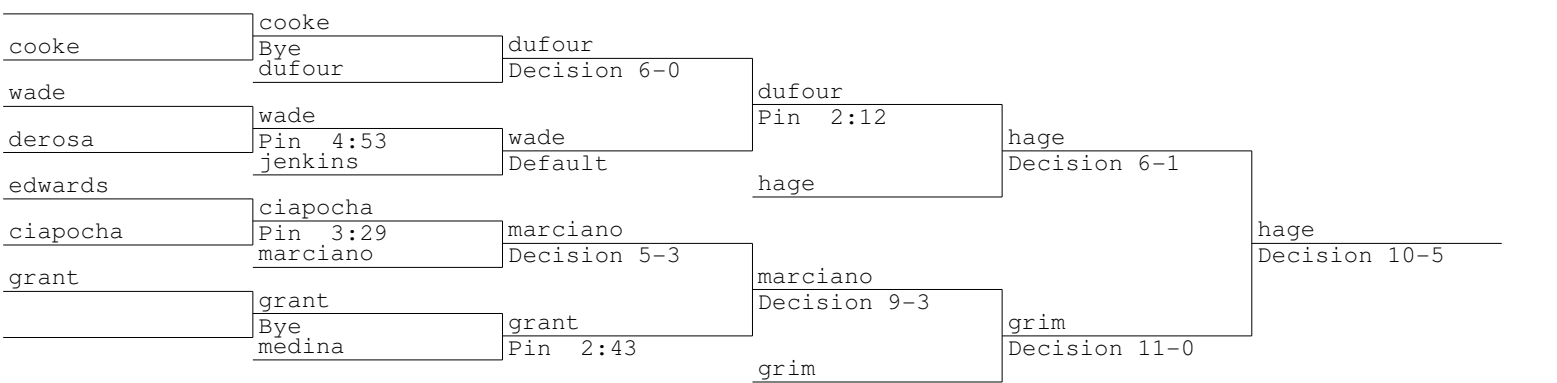 cooke
cooke
Bye
dufour
dufour
Decision 6-0
wade
derosa
wade
Pin  4:53
jenkins
wade
Default
dufour
Pin  2:12
hage
hage
Decision 6-1
edwards
ciapocha
ciapocha
Pin  3:29
marciano
marciano
Decision 5-3
grant
grant
Bye
medina
grant
Pin  2:43
marciano
Decision 9-3
grim
grim
Decision 11-0
hage
Decision 10-5